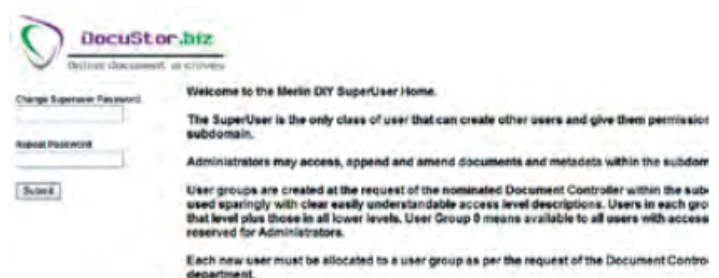 DocuStor.biz
Online document archives
Change Superuser Password
Repeat Password
Submit
Welcome to the Merlin DIY SuperUser Home.
The SuperUser is the only class of user that can create other users and give them permission
subdomain.
Administrators may access, append and amend documents and metadata within the subdom
User groups are created at the request of the nominated Document Controller within the sub
used sparingly with clear easily understandable access level descriptions. Users in each gro
that level plus those in all lower levels. User Group 0 means available to all users with access
reserved for Administrators.
Each new user must be allocated to a user group as per the request of the Document Contro
department.